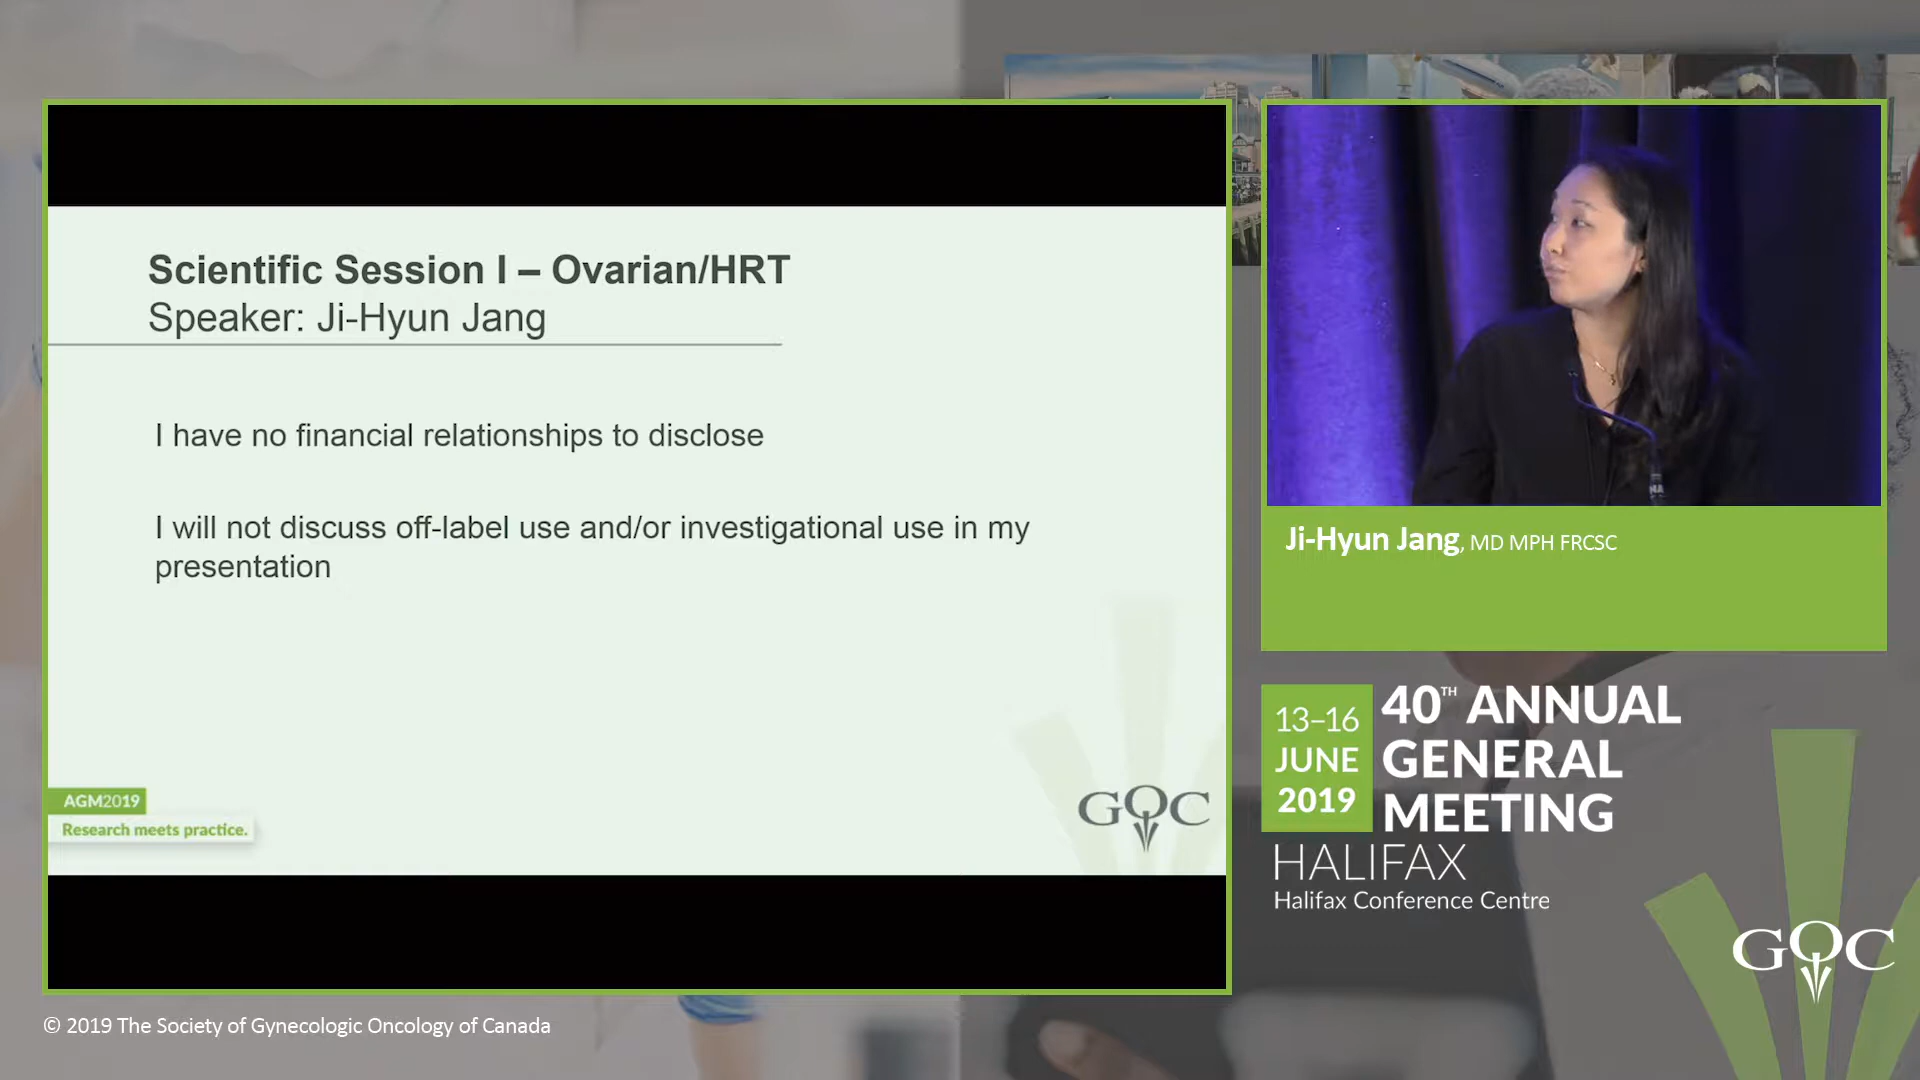 Scientific Session I – Ovarian/HRT
Speaker: Ji-Hyun Jang
I have no financial relationships to disclose
I will not discuss off-label use and/or investigational use in my
presentation
AGM2019
Research meets practice.
GOC
Ji-Hyun Jang, MD MPH FRCSC
13–16
JUNE
2019
40TH ANNUAL
GENERAL
MEETING
HALIFAX
Halifax Conference Centre
GOC
© 2019 The Society of Gynecologic Oncology of Canada